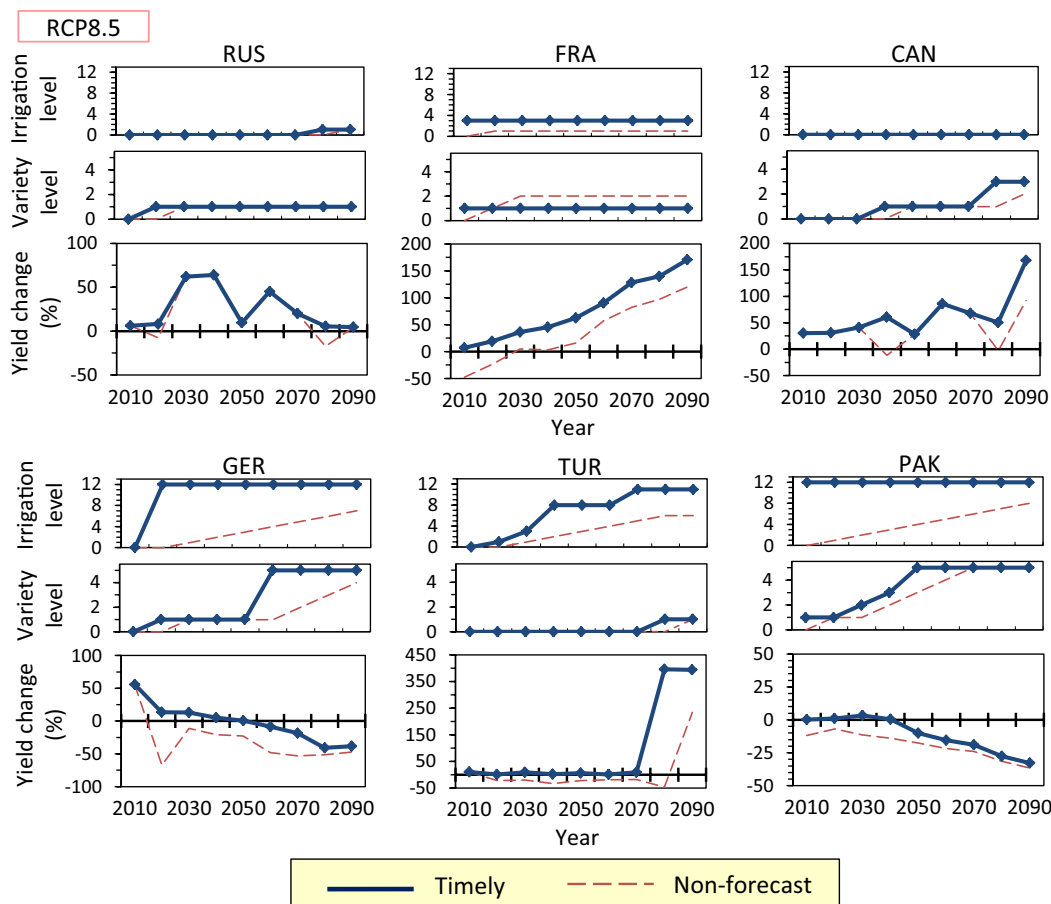 RCP8.5
RUS FRA CAN
Irrigation level
12 8 4 0
12 8 4 0
12 8 4 0
Variety level
4 2 0
4 2 0
4 2 0
Yield change (%)
100 50 0 -50
200 150 100 50 0 -50
200 150 100 50 0 -50
2010 2030 2050 2070 2090
2010 2030 2050 2070 2090
2010 2030 2050 2070 2090
Year
GER TUR PAK
Irrigation level
12 8 4 0
12 8 4 0
12 8 4 0
Variety level
4 2 0
4 2 0
4 2 0
Yield change (%)
100 50 0 -50 -100
450 350 250 150 50 -50
50 25 0 -25 -50
2010 2030 2050 2070 2090
2010 2030 2050 2070 2090
2010 2030 2050 2070 2090
Year
Timely Non-forecast